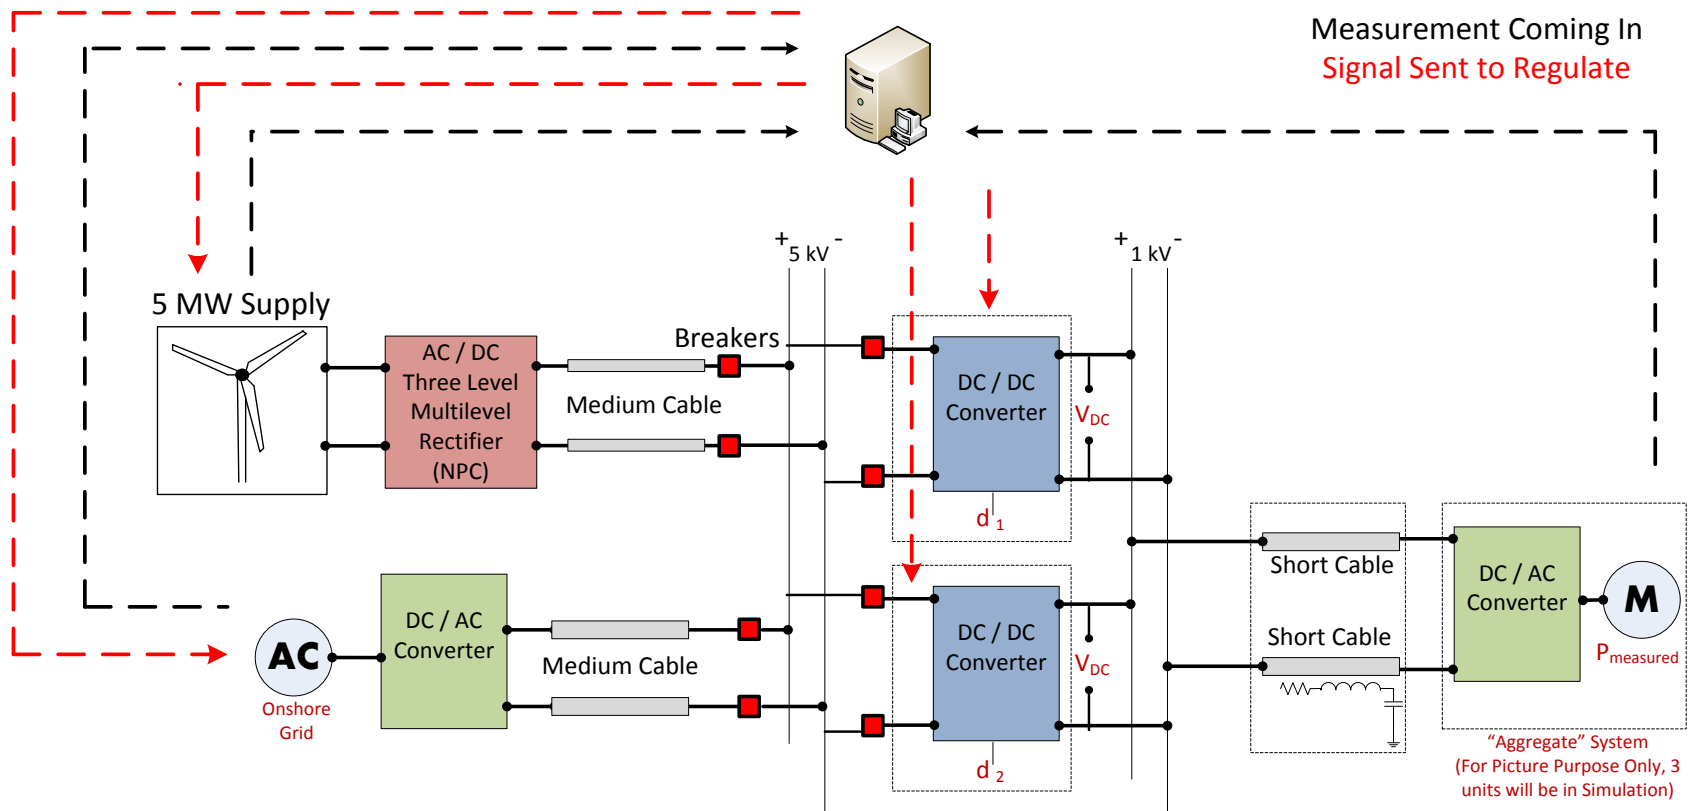 Measurement Coming In
Signal Sent to Regulate
+ 5 kV -
+ 1 kV -
5 MW Supply
Breakers
AC / DC
Three Level
Multilevel
Rectifier
(NPC)
Medium Cable
DC / DC
Converter
VDC
d 1
Short Cable
DC / AC
Converter
M
Pmeasured
Short Cable
AC
Onshore
Grid
DC / AC
Converter
Medium Cable
DC / DC
Converter
VDC
d 2
“Aggregate” System
(For Picture Purpose Only, 3
units will be in Simulation)